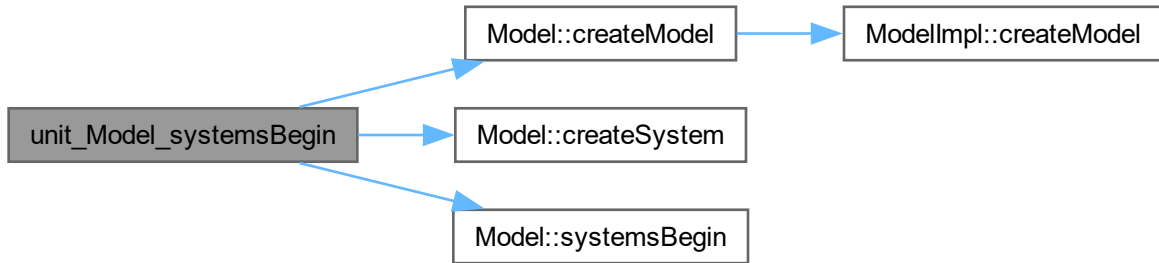 Model::createModel
ModelImpl::createModel
unit_Model_systemsBegin
Model::createSystem
Model::systemsBegin